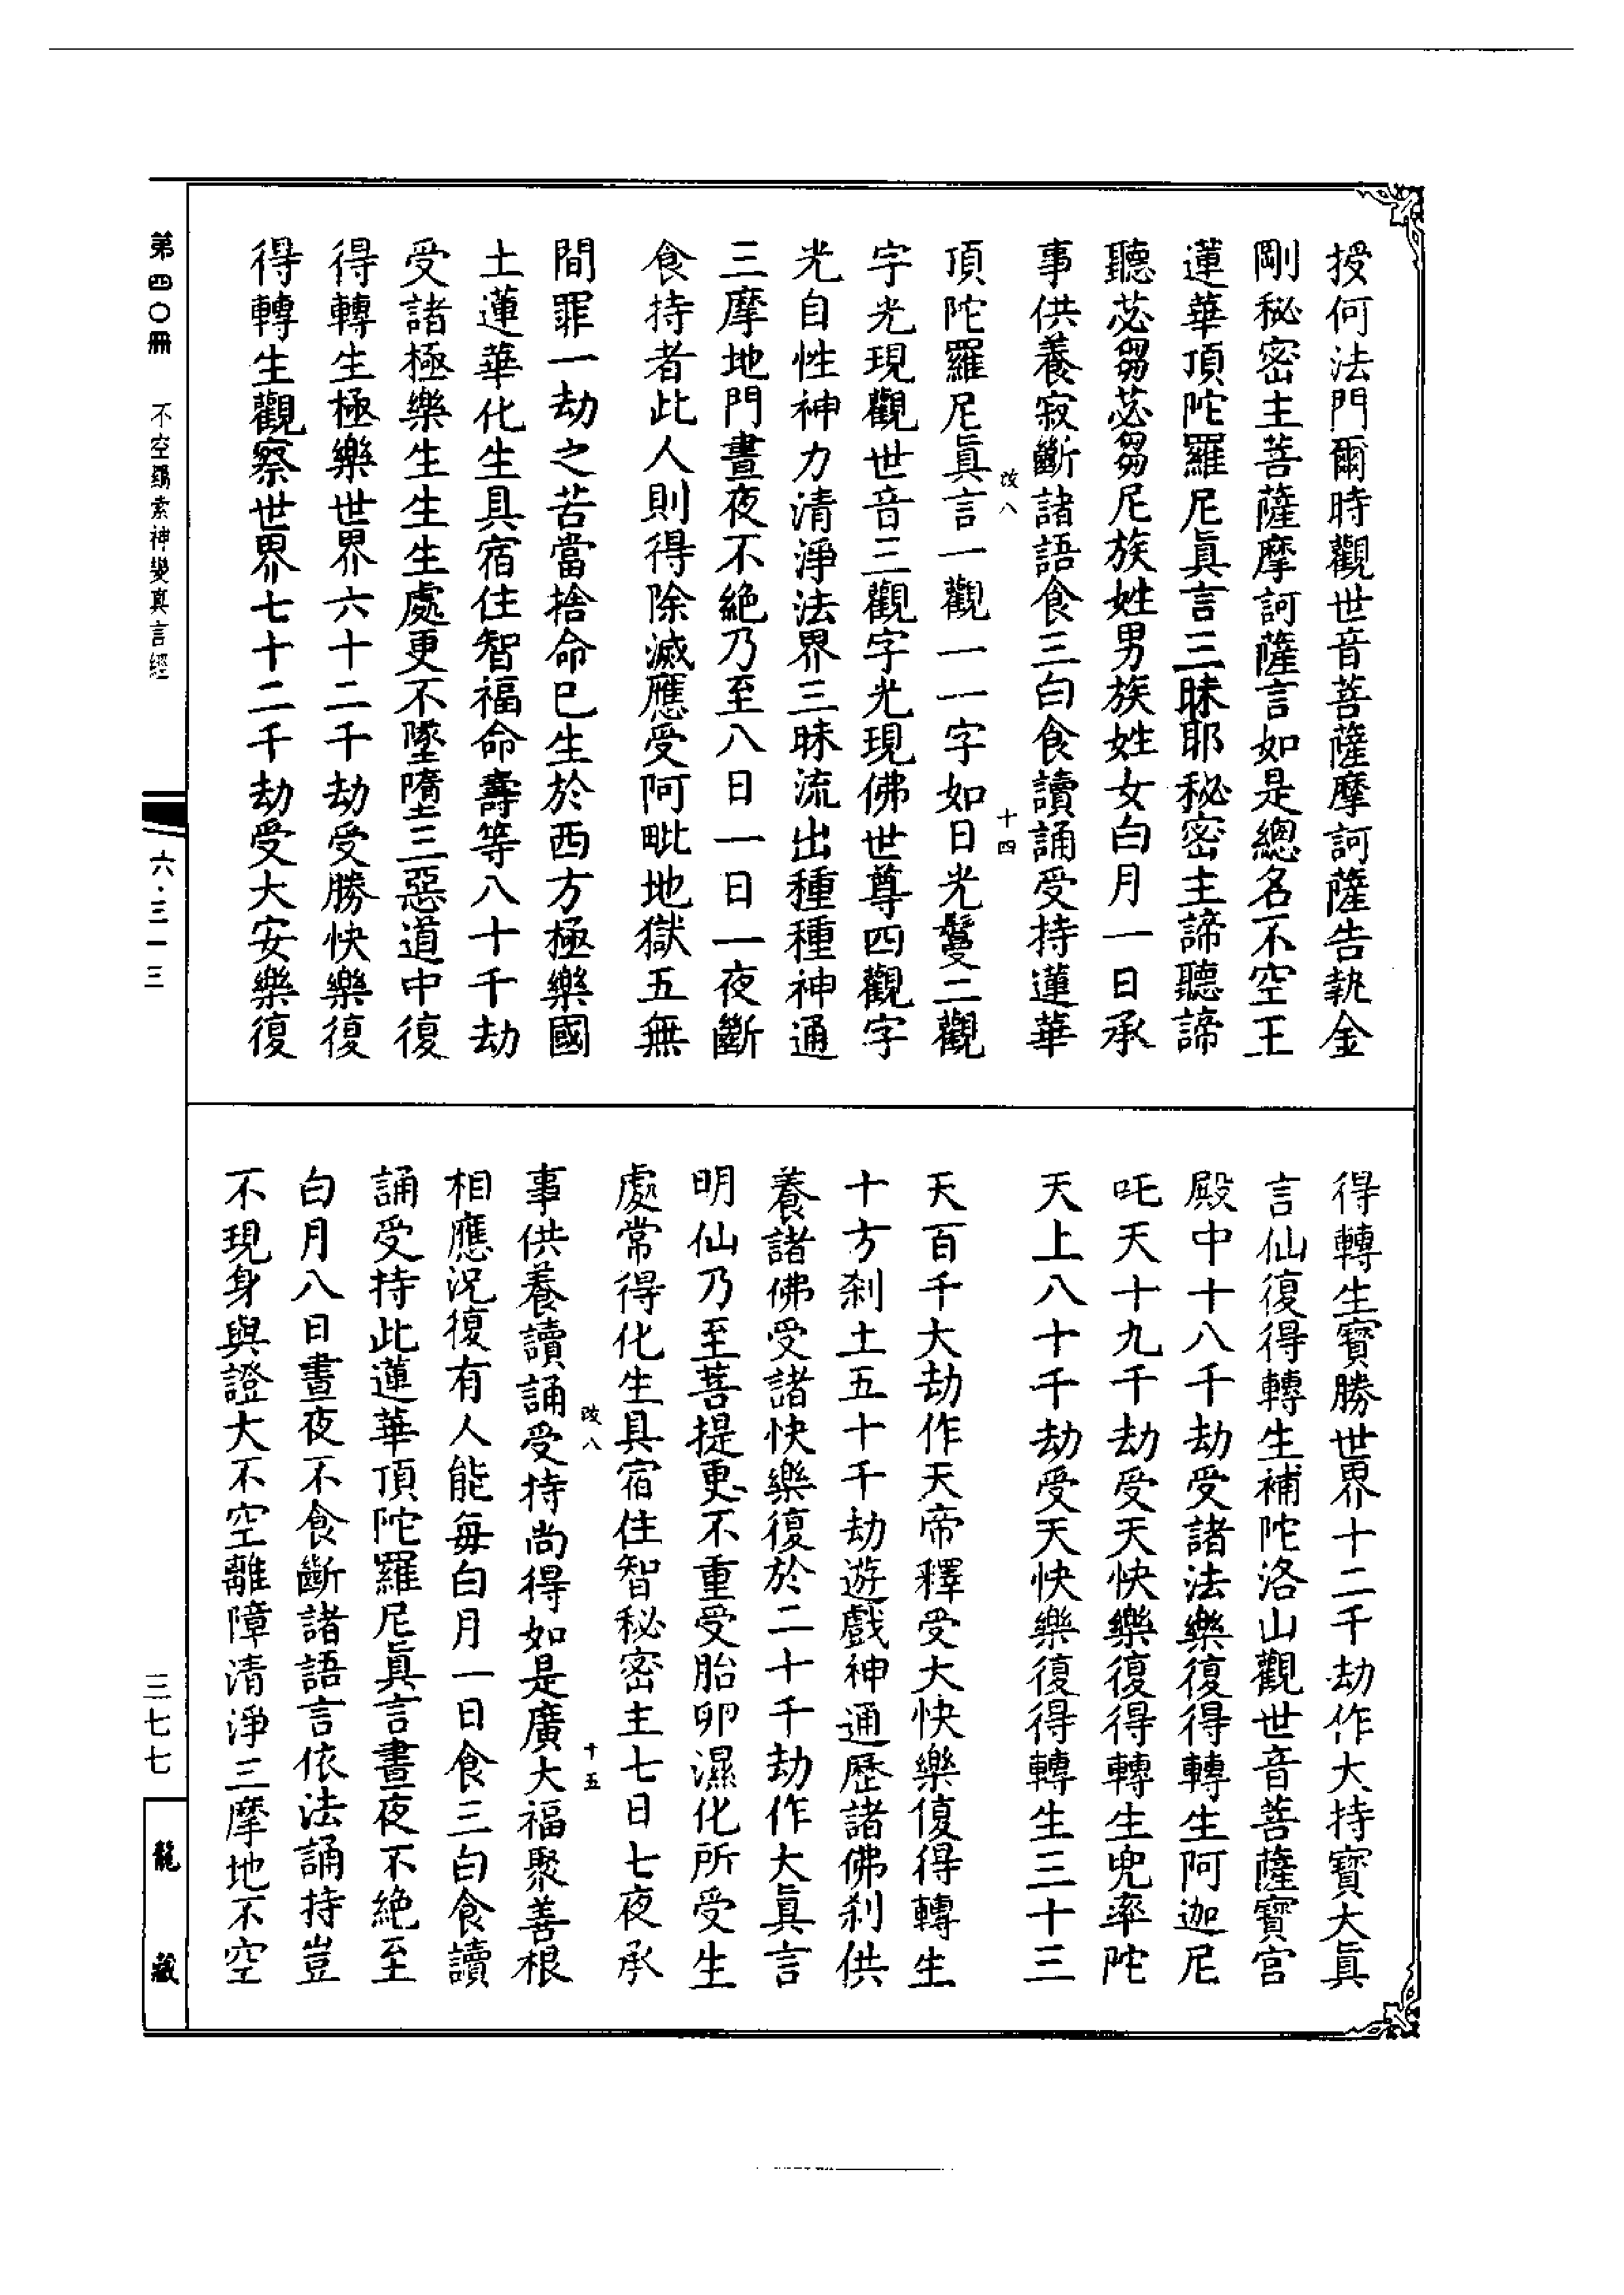 授何法門爾時觀世音菩薩摩訶薩告執金
剛秘密主菩薩摩訶薩言如是總名不空王
蓮華頂陀羅尼眞言三昧耶秘密主諦聽諦
聽苾芻苾芻尼族姓男族姓女白月一日承
事供養寂斷諸語食三白食讀誦受持蓮華
改八
十四
頂陀羅尼眞言一觀一一字如日光鬘二觀
字光現觀世音三觀字光現佛世尊四觀字
光自性神力清淨法界三昧流出種種神通
三摩地門晝夜不絶乃至八日一日一夜斷
食持者此人則得除滅應受阿毗地獄五無
間罪一劫之苦當捨命已生於西方極樂國
土蓮華化生具宿住智福命壽等八十千劫
受諸極樂生生生處更不墜墮三惡道中復
得轉生極樂世界六十二千劫受勝快樂復
得轉生觀察世界七十二千劫受大安樂復
得轉生寶勝世界十二千劫作大持寶大眞
言仙復得轉生補陀洛山觀世音菩薩寶宮
殿中十八千劫受諸法樂復得轉生阿迦尼
吒天十九千劫受天快樂復得轉生兜率陀
天上八十千劫受天快樂復得轉生三十三
天百千大劫作天帝釋受大快樂復得轉生
十方刹土五十千劫遊戲神通歷諸佛刹供
養諸佛受諸快樂復於二十千劫作大眞言
明仙乃至菩提更不重受胎卵濕化所受生
處常得化生具宿住智秘密主七日七夜承
改八
十五
事供養讀誦受持尚得如是廣大福聚善根
相應況復有人能每白月一日食三白食讀
誦受持此蓮華頂陀羅尼眞言晝夜不絶至
白月八日晝夜不食斷諸語言依法誦持豈
不現身與證大不空離障清淨三摩地不空
第四〇冊
不空羂索神變真言經
六·三一三
三七七
龍藏